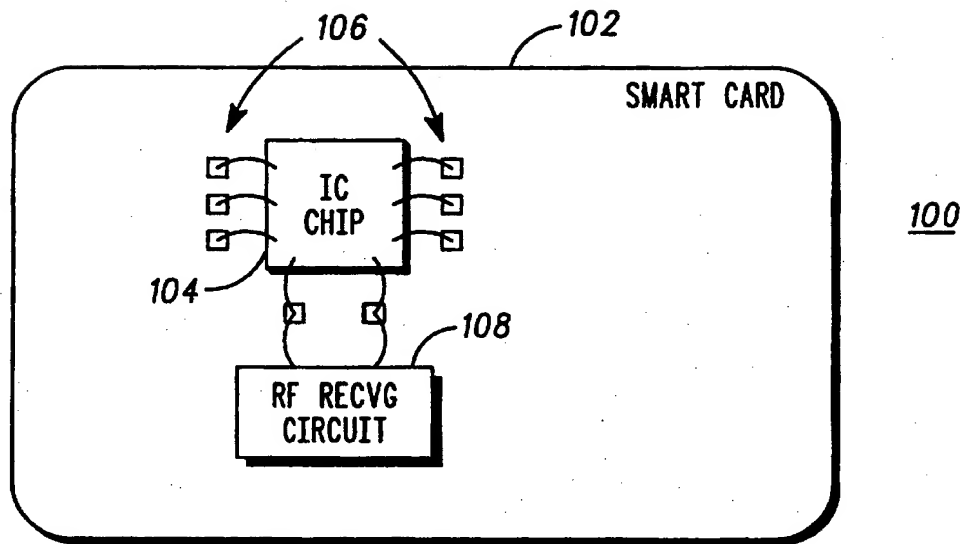 106
102
SMART CARD
IC
CHIP
100
104
108
RF RECVG
CIRCUIT